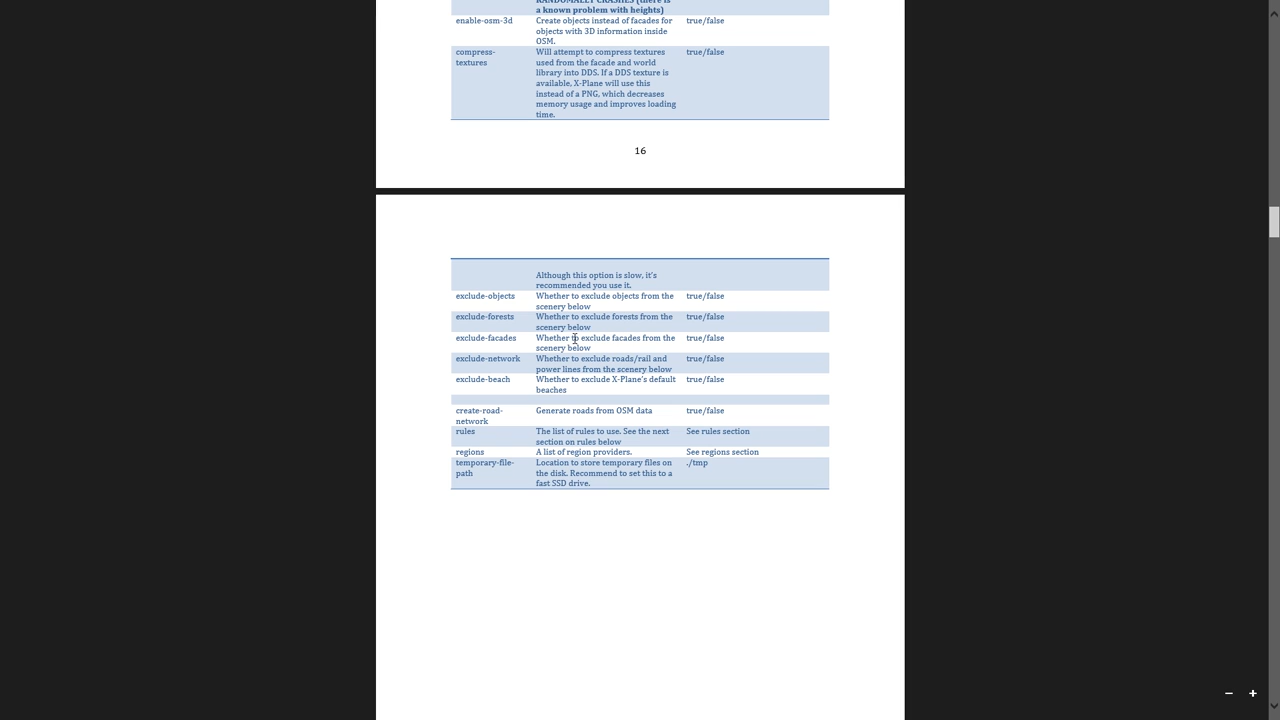 RANDOMALLY CRASHES (there is
a known problem with heights)
enable-osm-3d Create objects instead of facades for true/false
objects with 3D information inside
OSM.
compress- Will attempt to compress textures true/false
textures used from the facade and world
library into DDS. If a DDS texture is
available, X-Plane will use this
instead of a PNG, which decreases
memory usage and improves loading
time.
16
Although this option is slow, it's
recommended you use it.
exclude-objects Whether to exclude objects from the true/false
scenery below
exclude-forests Whether to exclude forests from the true/false
scenery below
exclude-facades Whether to exclude facades from the true/false
scenery below
exclude-network Whether to exclude roads/rail and true/false
power lines from the scenery below
exclude-beach Whether to exclude X-Plane's default true/false
beaches
create-road- Generate roads from OSM data true/false
network
rules The list of rules to use. See the next See rules section
section on rules below
regions A list of region providers. See regions section
temporary-file- Location to store temporary files on ./tmp
path the disk. Recommend to set this to a
fast SSD drive.